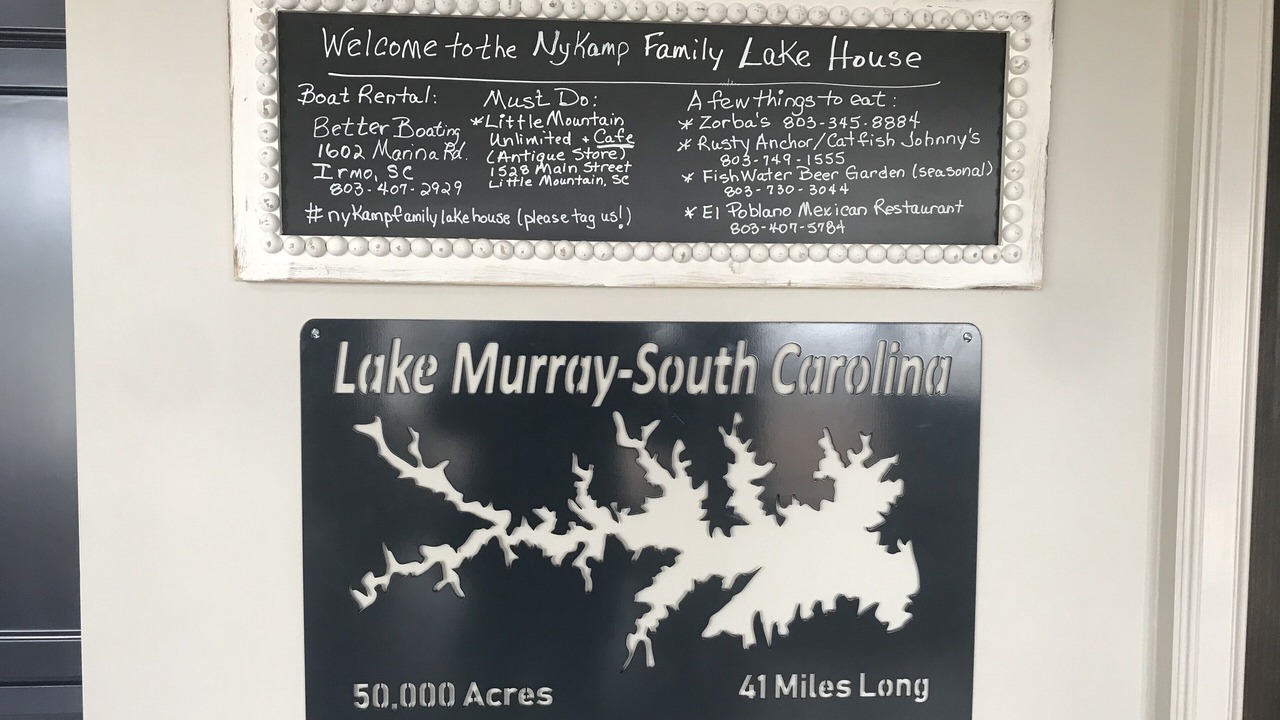 Welcome to the Nykamp Family Lake House
Boat Rental:
Better Boating
1602 Marina Rd.
Irmo, SC
803-407-2929
#nykampfamilylakehouse (please tag us!)
Must Do:
*Little Mountain
Unlimited + Cafe
(Antique Store)
1528 Main Street
Little Mountain, SC
A few things to eat:
* Zorba's 803-345-8884
* Rusty Anchor/Catfish Johnny's
803-749-1555
* FishWater Beer Garden (seasonal)
803-730-3044
* El Poblano Mexican Restaurant
803-407-5784
Lake Murray-South Carolina
50,000 Acres
41 Miles Long